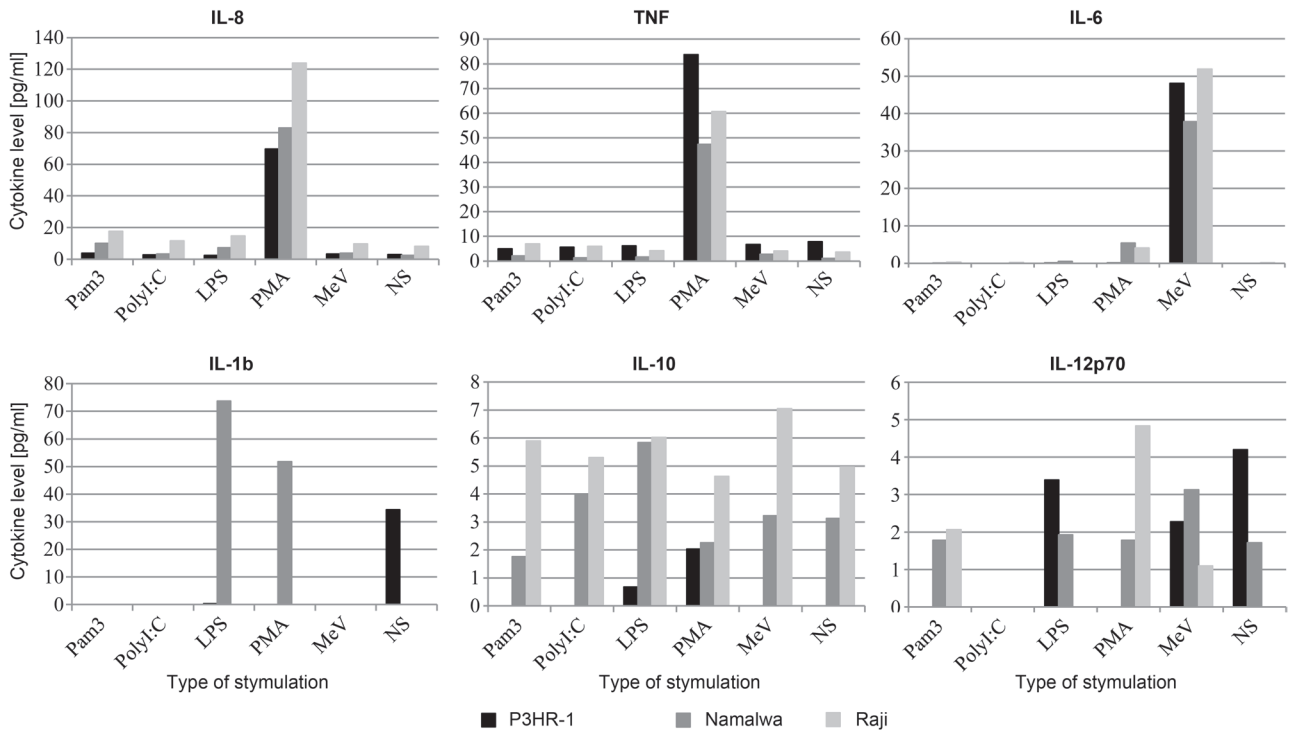 IL-8
TNF
IL-6
Cytokine level [pg/ml]
140
120
100
80
60
40
20
0
Pam3
PolyI:C
LPS
PMA
MeV
NS
90
80
70
60
50
40
30
20
10
0
Pam3
PolyI:C
LPS
PMA
MeV
NS
60
50
40
30
20
10
0
Pam3
PolyI:C
LPS
PMA
MeV
NS
IL-1b
IL-10
IL-12p70
Cytokine level [pg/ml]
80
70
60
50
40
30
20
10
0
Pam3
PolyI:C
LPS
PMA
MeV
NS
Type of stymulation
8
7
6
5
4
3
2
1
0
Pam3
PolyI:C
LPS
PMA
MeV
NS
Type of stymulation
6
5
4
3
2
1
0
Pam3
PolyI:C
LPS
PMA
MeV
NS
Type of stymulation
P3HR-1 Namalwa Raji